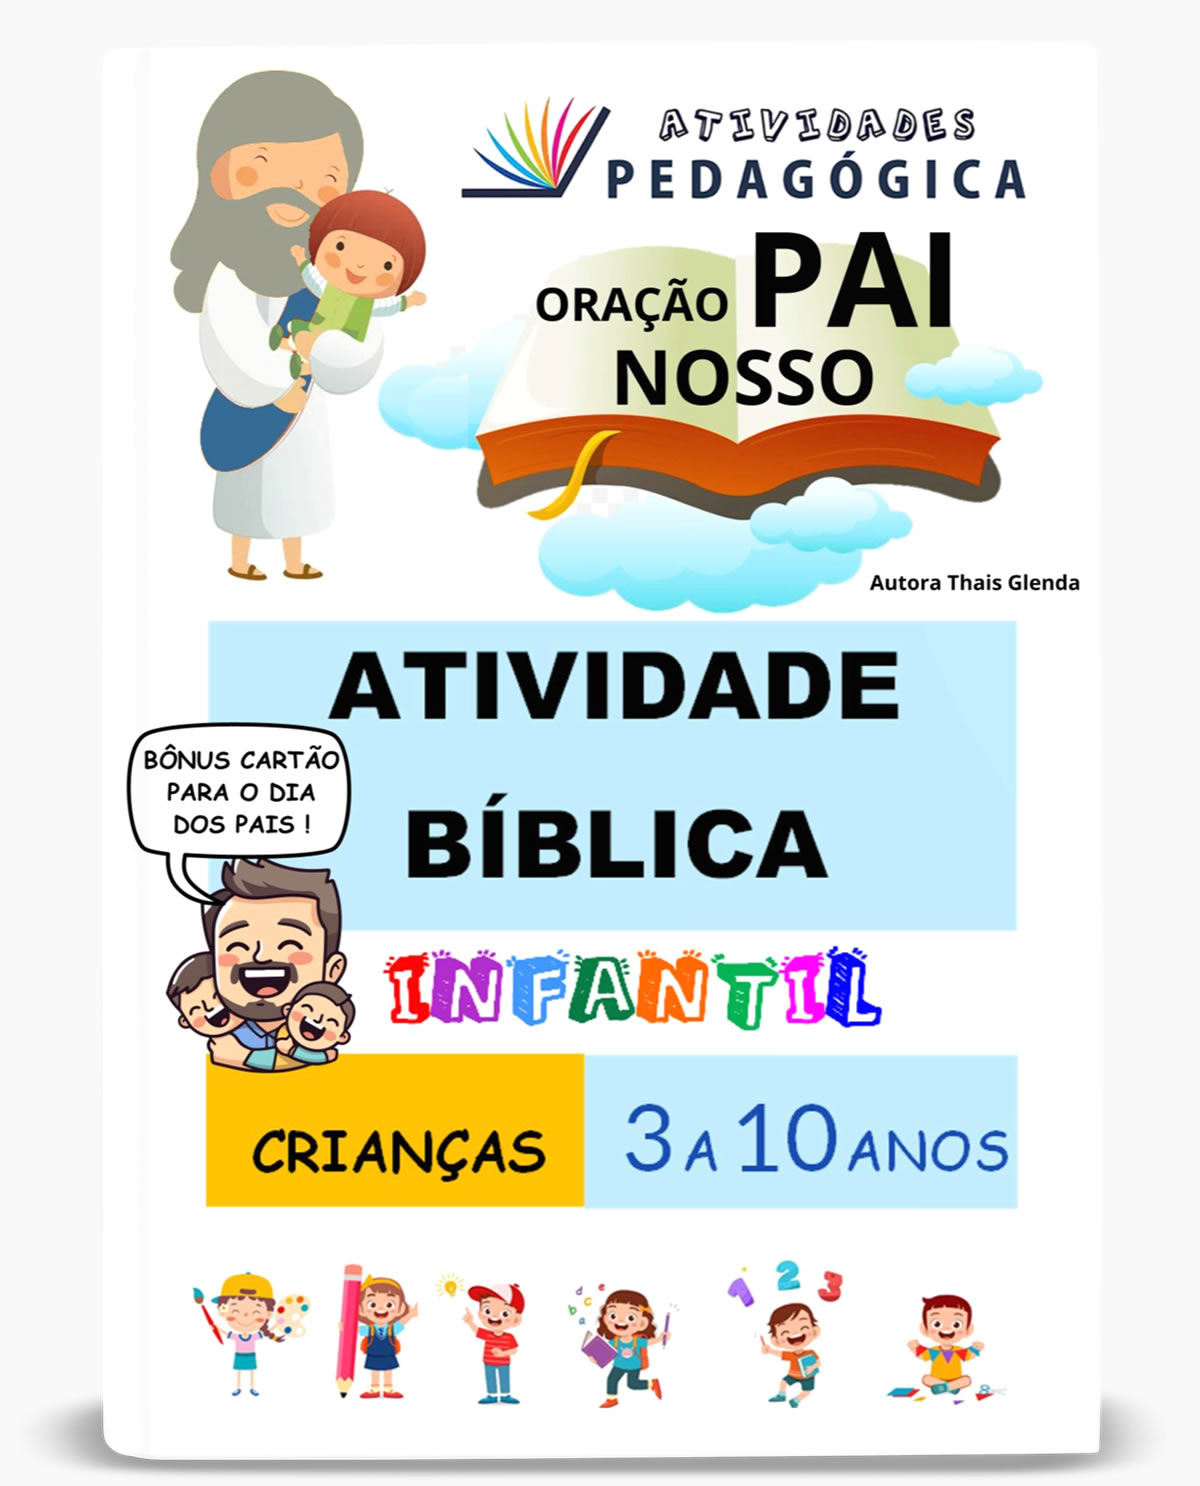 ATIVIDADES
PEDAGÓGICA
ORAÇÃO PAI
NOSSO
Autora Thais Glenda
ATIVIDADE
BÍBLICA
BÔNUS CARTÃO
PARA O DIA
DOS PAIS !
INFANTIL
CRIANÇAS
3 A 10 ANOS
d c e
b a
1 2 3